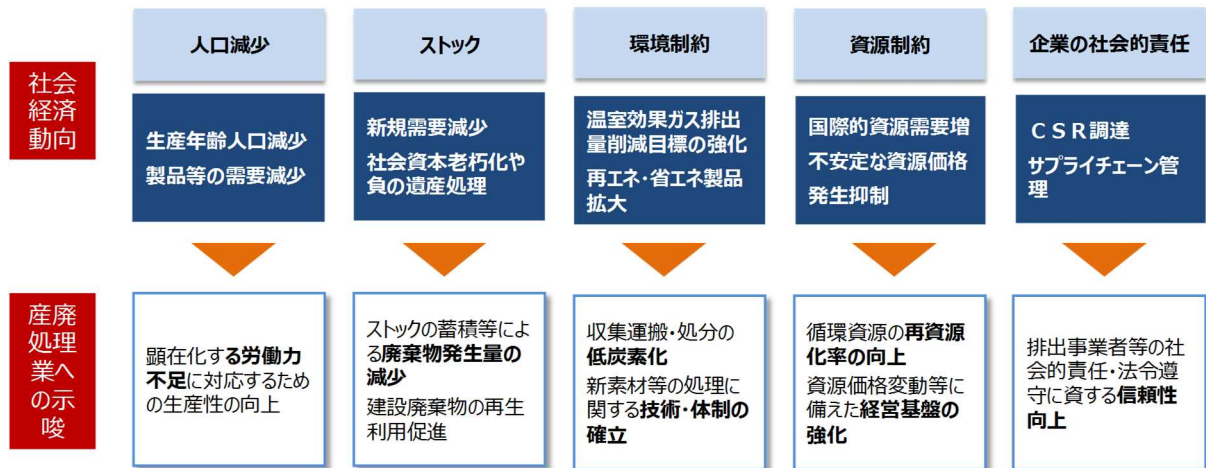 社会
経済
動向
人口減少
ストック
環境制約
資源制約
企業の社会的責任
生産年齢人口減少
製品等の需要減少
新規需要減少
社会資本老朽化や
負の遺産処理
温室効果ガス排出
量削減目標の強化
再エネ・省エネ製品
拡大
国際的資源需要増
不安定な資源価格
発生抑制
ＣＳＲ調達
サプライチェーン管
理
産廃
処理
業へ
の示
唆
顕在化する労働力
不足に対応するため
の生産性の向上
ストックの蓄積等によ
る廃棄物発生量の
減少
建設廃棄物の再生
利用促進
収集運搬・処分の
低炭素化
新素材等の処理に
関する技術・体制の
確立
循環資源の再資源
化率の向上
資源価格変動等に
備えた経営基盤の
強化
排出事業者等の社
会的責任・法令遵
守に資する信頼性
向上